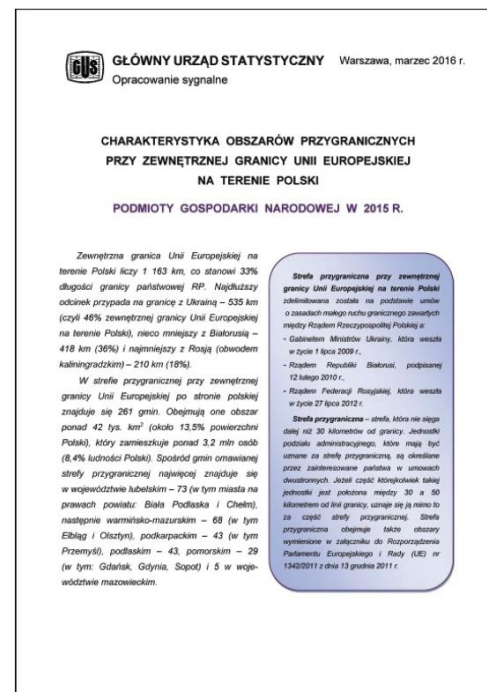 GUS
GŁÓWNY URZĄD STATYSTYCZNY Warszawa, marzec 2016 r.
Opracowanie sygnalne
CHARAKTERYSTYKA OBSZARÓW PRZYGRANICZNYCH
PRZY ZEWNĘTRZNEJ GRANICY UNII EUROPEJSKIEJ
NA TERENIE POLSKI
PODMIOTY GOSPODARKI NARODOWEJ W 2015 R.
Zewnętrzna granica Unii Europejskiej na
terenie Polski liczy 1 163 km, co stanowi 33%
długości granicy państwowej RP. Najdłuższy
odcinek przypada na granicę z Ukrainą – 535 km
(czyli 46% zewnętrznej granicy Unii Europejskiej
na terenie Polski), nieco mniejszy z Białorusią –
418 km (36%) i najmniejszy z Rosją (obwodem
kaliningradzkim) – 210 km (18%).
W strefie przygranicznej przy zewnętrznej
granicy Unii Europejskiej po stronie polskiej
znajduje się 261 gmin. Obejmują one obszar
ponad 42 tys. km² (około 13,5% powierzchni
Polski), który zamieszkuje ponad 3,2 mln osób
(8,4% ludności Polski). Spośród gmin omawianej
strefy przygranicznej najwięcej znajduje się
w województwie lubelskim – 73 (w tym miasta na
prawach powiatu: Biała Podlaska i Chełm),
następnie warmińsko-mazurskim – 68 (w tym
Elbląg i Olsztyn), podkarpackim – 43 (w tym
Przemyśl), podlaskim – 43, pomorskim – 29
(w tym: Gdańsk, Gdynia, Sopot) i 5 w woje-
wództwie mazowieckim.
Strefa przygraniczna przy zewnętrznej
granicy Unii Europejskiej na terenie Polski
zdelimitowana została na podstawie umów
o zasadach małego ruchu granicznego zawartych
między Rządem Rzeczypospolitej Polskiej a:
- Gabinetem Ministrów Ukrainy, która weszła
w życie 1 lipca 2009 r.,
- Rządem Republiki Białorusi, podpisanej
12 lutego 2010 r.,
- Rządem Federacji Rosyjskiej, która weszła
w życie 27 lipca 2012 r.
Strefa przygraniczna – strefa, która nie sięga
dalej niż 30 kilometrów od granicy. Jednostki
podziału administracyjnego, które mają być
uznane za strefę przygraniczną, są określane
przez zainteresowane państwa w umowach
dwustronnych. Jeżeli część którejkolwiek takiej
jednostki jest położona między 30 a 50
kilometrem od linii granicy, uznaje się ją mimo to
za część strefy przygranicznej. Strefa
przygraniczna obejmuje także obszary
wymienione w załączniku do Rozporządzenia
Parlamentu Europejskiego i Rady (UE) nr
1342/2011 z dnia 13 grudnia 2011 r.